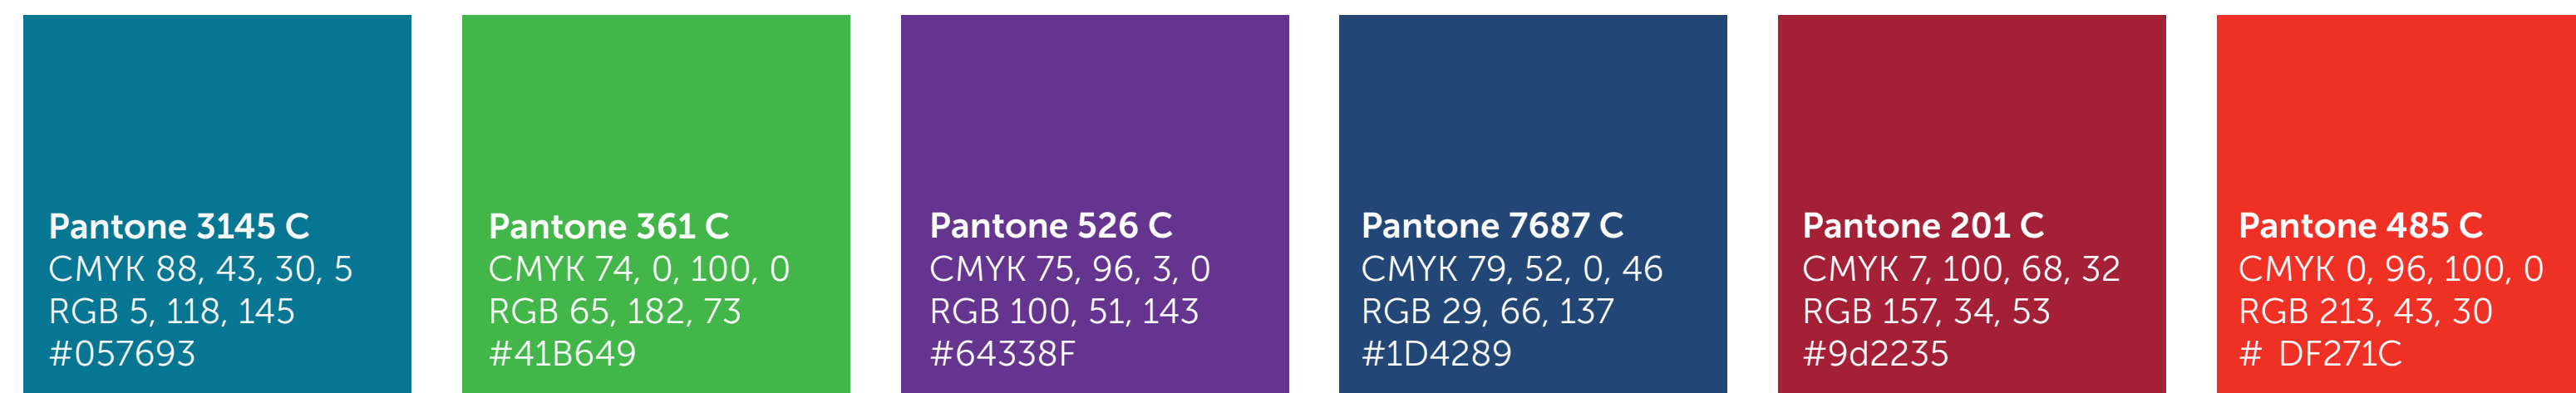 Pantone 3145 C
CMYK 88, 43, 30, 5
RGB 5, 118, 145
#057693
Pantone 361 C
CMYK 74, 0, 100, 0
RGB 65, 182, 73
#41B649
Pantone 526 C
CMYK 75, 96, 3, 0
RGB 100, 51, 143
#64338F
Pantone 7687 C
CMYK 79, 52, 0, 46
RGB 29, 66, 137
#1D4289
Pantone 201 C
CMYK 7, 100, 68, 32
RGB 157, 34, 53
#9d2235
Pantone 485 C
CMYK 0, 96, 100, 0
RGB 213, 43, 30
# DF271C